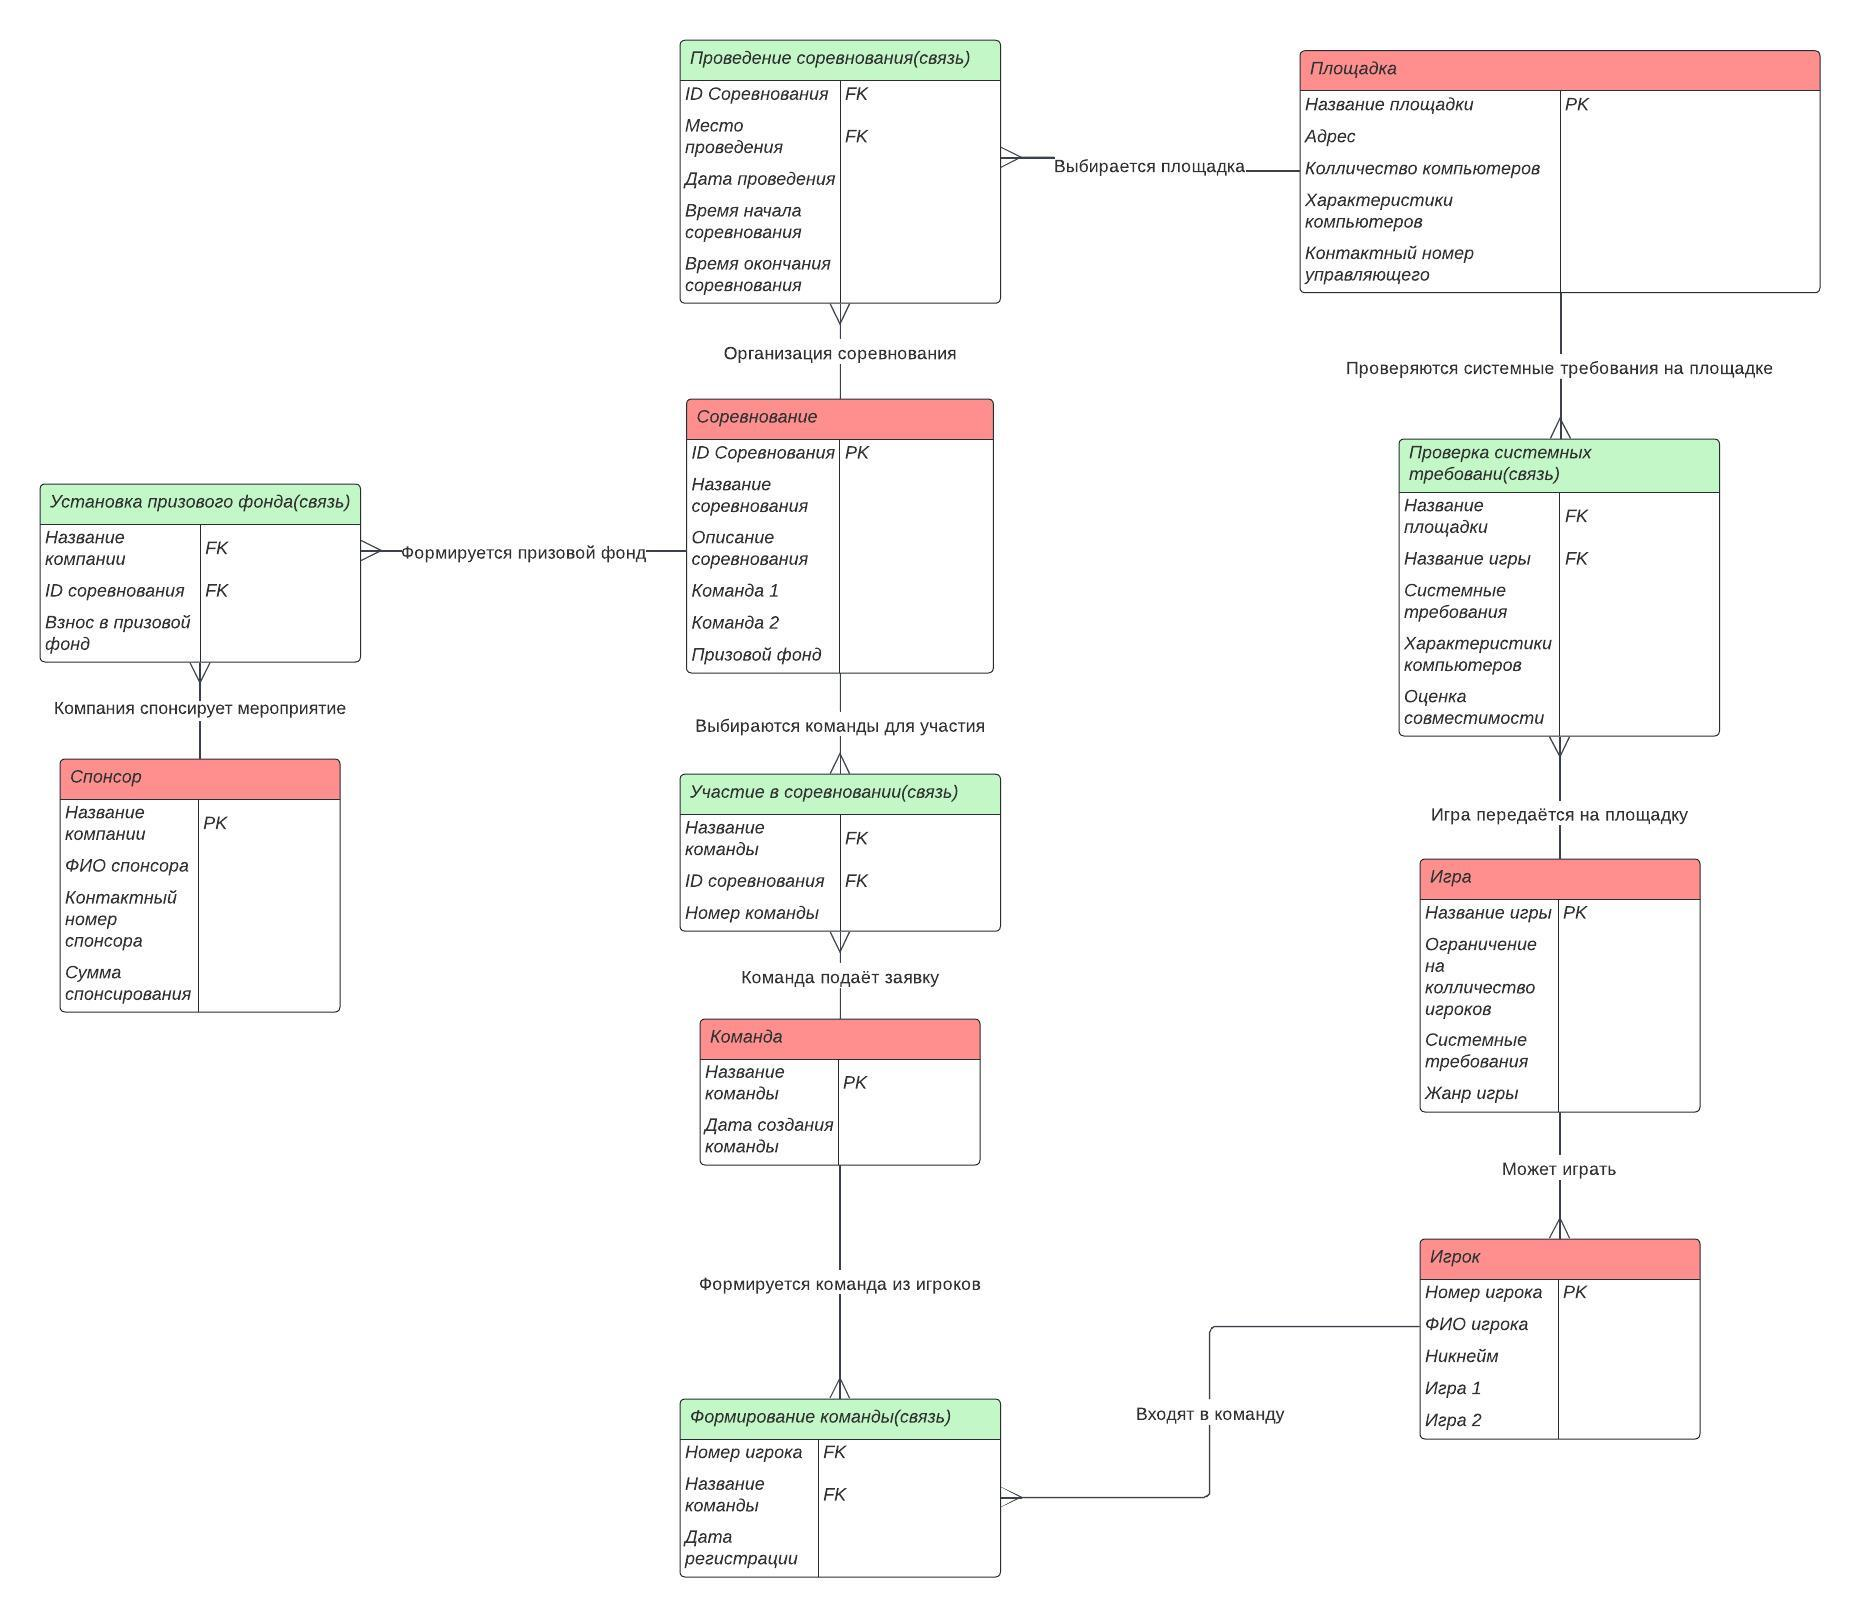 Проведение соревнования(связь)
ID Соревнования FK
Место
проведения FK
Дата проведения
Время начала
соревнования
Время окончания
соревнования
Выбирается площадка
Площадка
Название площадки PK
Адрес
Колличество компьютеров
Характеристики
компьютеров
Контактный номер
управляющего
Организация соревнования
Проверяются системные требования на площадке
Соревнование
ID Соревнования PK
Название
соревнования
Описание
соревнования
Команда 1
Команда 2
Призовой фонд
Проверка системных
требовани(связь)
Название
площадки FK
Название игры FK
Системные
требования
Характеристики
компьютеров
Оценка
совместимости
Установка призового фонда(связь)
Название
компании FK
ID соревнования FK
Взнос в призовой
фонд
Формируется призовой фонд
Компания спонсирует мероприятие
Спонсор
Название
компании PK
ФИО спонсора
Контактный
номер
спонсора
Сумма
спонсирования
Выбираются команды для участия
Участие в соревновании(связь)
Название
команды FK
ID соревнования FK
Номер команды
Игра передаётся на площадку
Игра
Название игры PK
Ограничение
на
колличество
игроков
Системные
требования
Жанр игры
Команда подаёт заявку
Команда
Название
команды PK
Дата создания
команды
Может играть
Игрок
Номер игрока PK
ФИО игрока
Никнейм
Игра 1
Игра 2
Формируется команда из игроков
Входят в команду
Формирование команды(связь)
Номер игрока FK
Название
команды FK
Дата
регистрации